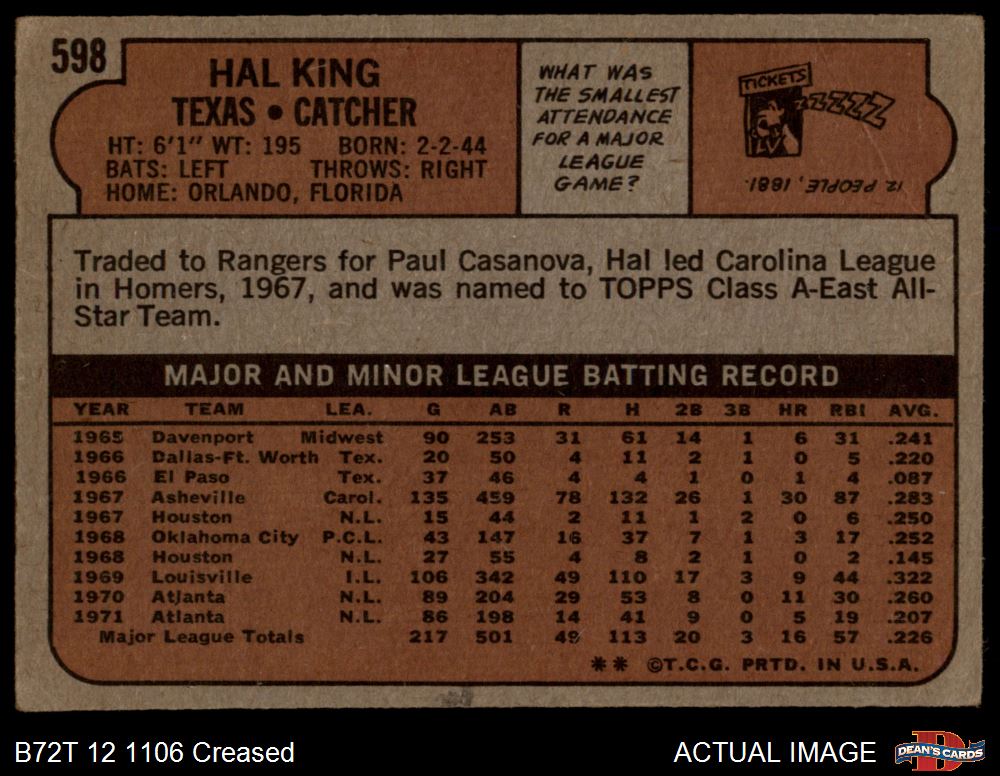 598
HAL KiNG
TEXAS • CATCHER
HT: 6'1" WT: 195 BORN: 2-2-44
BATS: LEFT THROWS: RIGHT
HOME: ORLANDO, FLORIDA
WHAT WAS
THE SMALLEST
ATTENDANCE
FOR A MAJOR
LEAGUE
GAME?
TICKETS
ZZZZZ
12 PEOPLE, 1881.
Traded to Rangers for Paul Casanova, Hal led Carolina League
in Homers, 1967, and was named to TOPPS Class A-East All-
Star Team.
MAJOR AND MINOR LEAGUE BATTING RECORD
YEAR TEAM LEA. G AB R H 2B 3B HR RBI AVG.
1965 Davenport Midwest 90 253 31 61 14 1 6 31 .241
1966 Dallas-Ft. Worth Tex. 20 50 4 11 2 1 0 5 .220
1966 El Paso Tex. 37 46 4 4 1 0 1 4 .087
1967 Asheville Carol. 135 459 78 132 26 1 30 87 .283
1967 Houston N.L. 15 44 2 11 1 2 0 6 .250
1968 Oklahoma City P.C.L. 43 147 16 37 7 1 3 17 .252
1968 Houston N.L. 27 55 4 8 2 1 0 2 .145
1969 Louisville I.L. 106 342 49 110 17 3 9 44 .322
1970 Atlanta N.L. 89 204 29 53 8 0 11 30 .260
1971 Atlanta N.L. 86 198 14 41 9 0 5 19 .207
Major League Totals 217 501 49 113 20 3 16 57 .226
** ©T.C.G. PRTD. IN U.S.A.
B72T 12 1106 Creased
ACTUAL IMAGE
D
DEAN'S CARDS